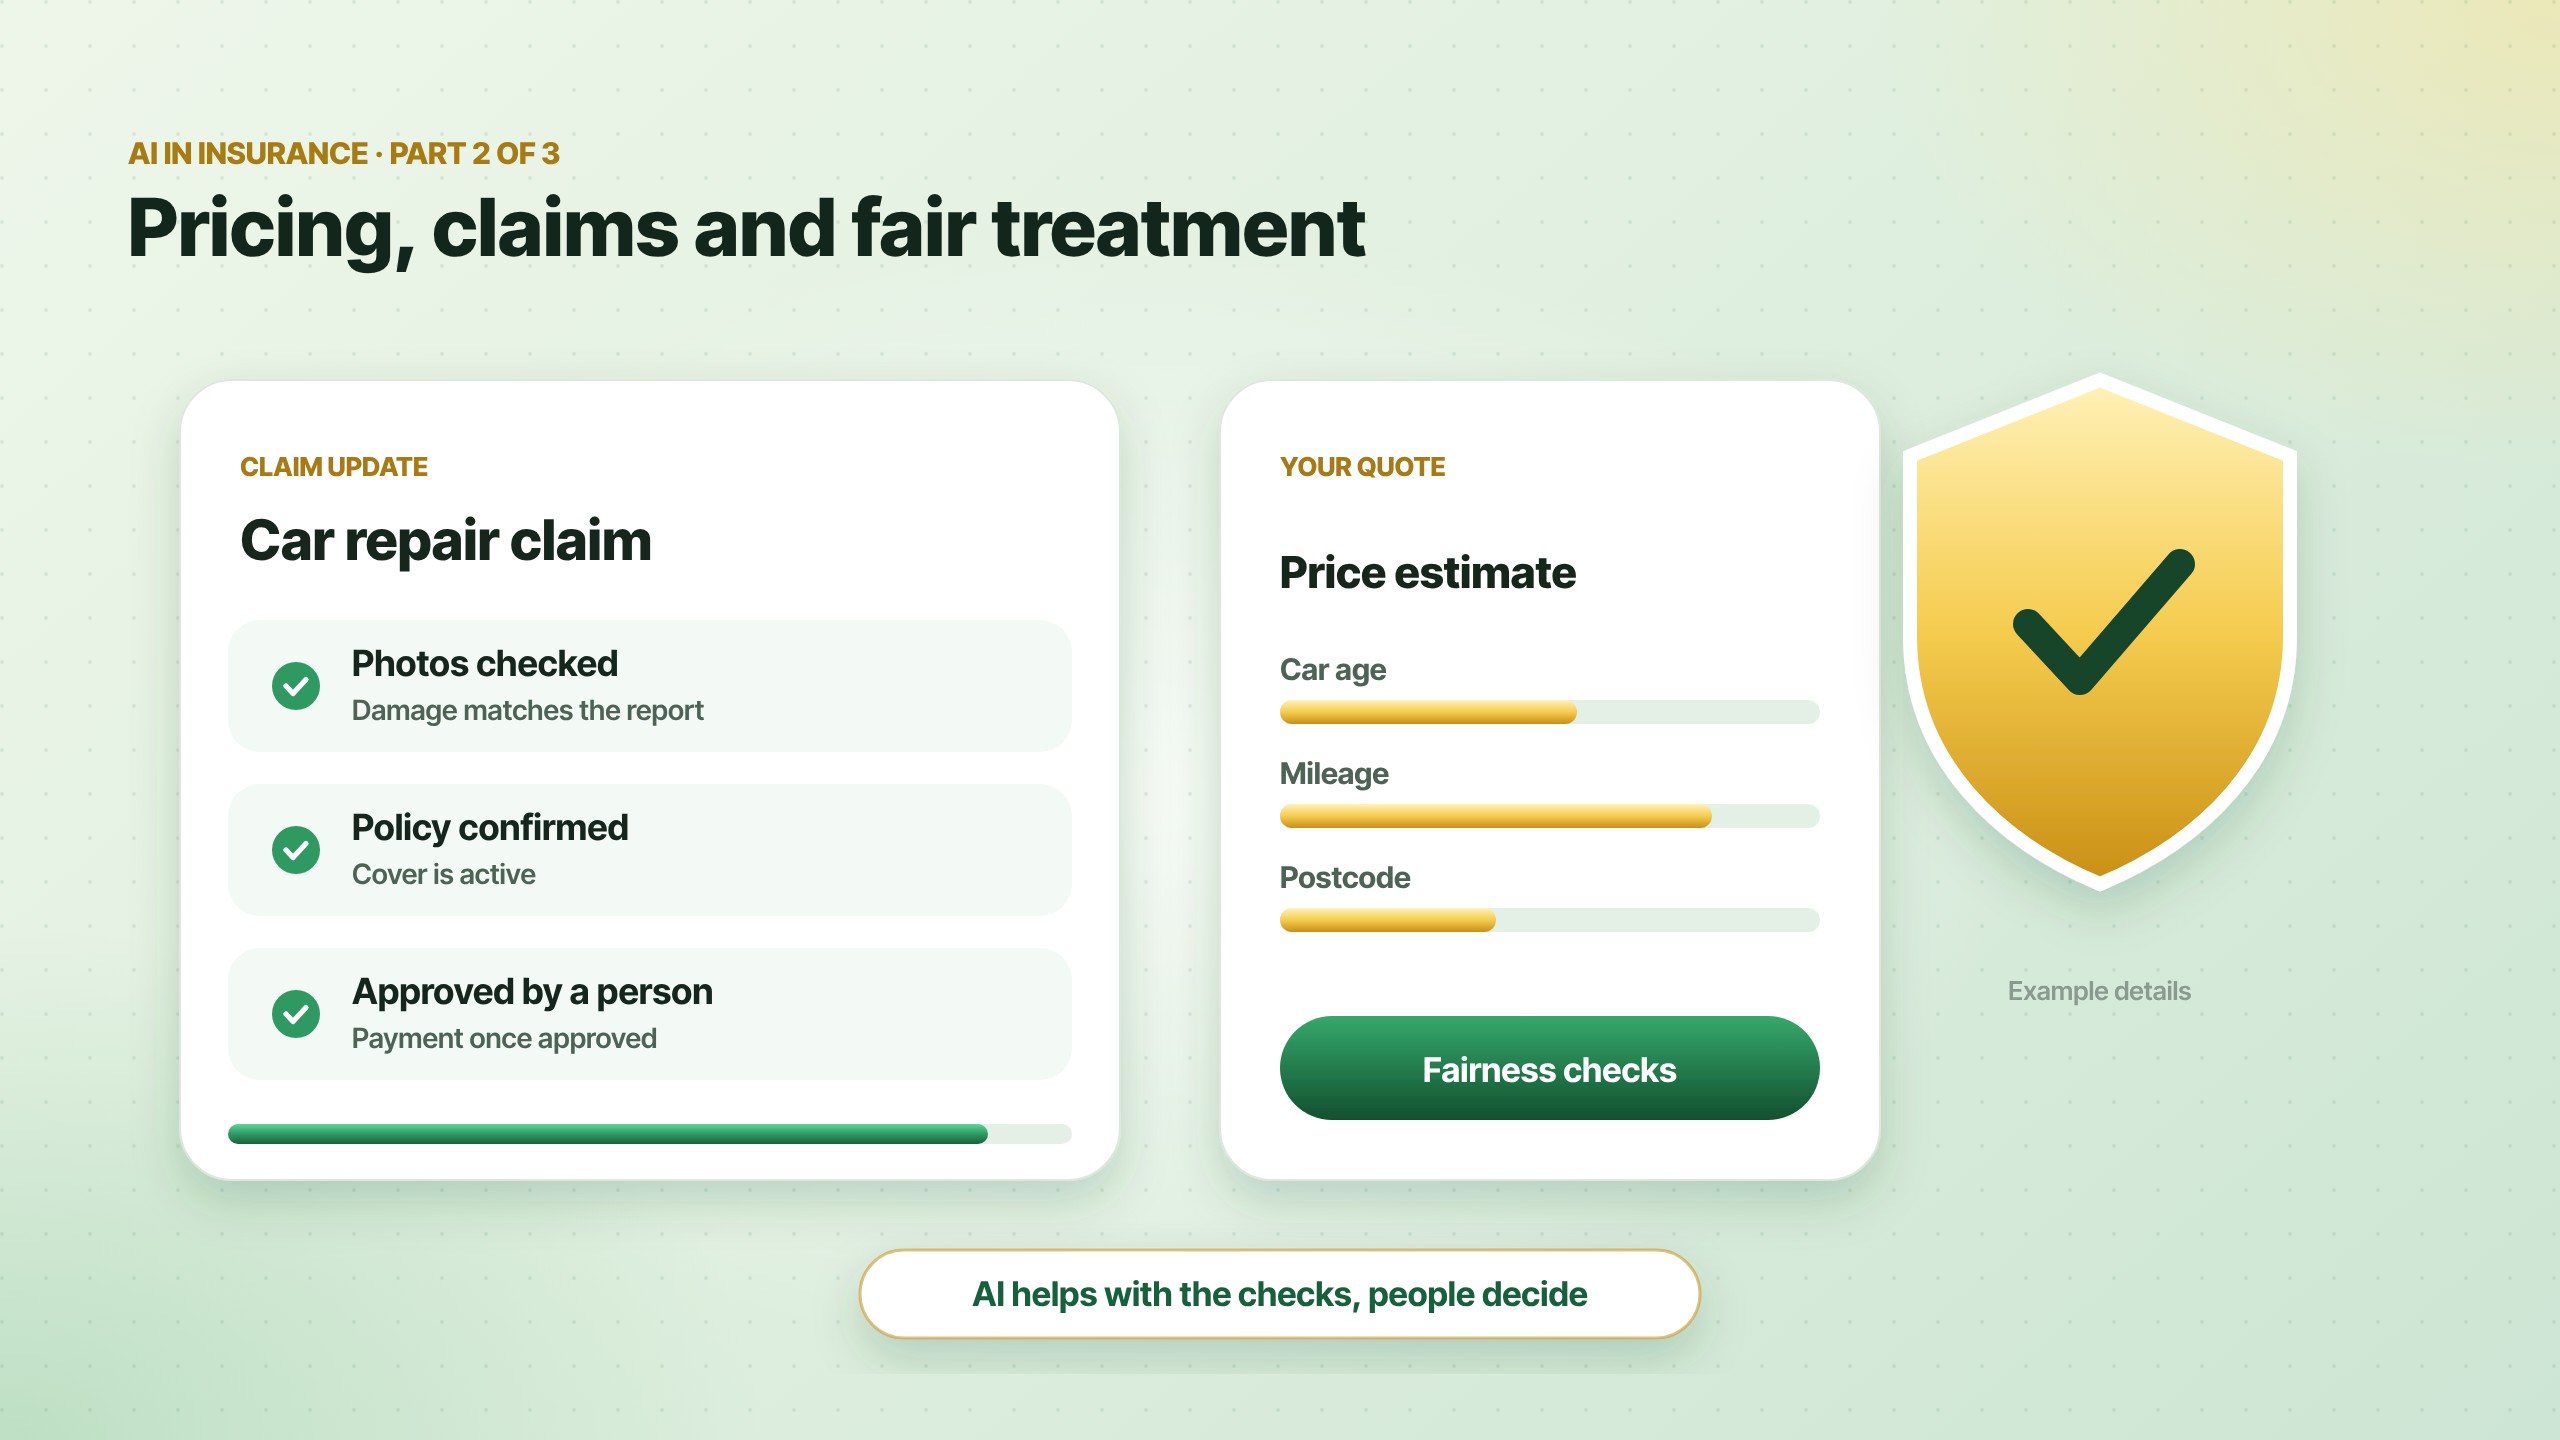 AI IN INSURANCE · PART 2 OF 3
Pricing, claims and fair treatment
CLAIM UPDATE
Car repair claim
Photos checked
Damage matches the report
Policy confirmed
Cover is active
Approved by a person
Payment once approved
YOUR QUOTE
Price estimate
Car age
Mileage
Postcode
Fairness checks
Example details
AI helps with the checks, people decide